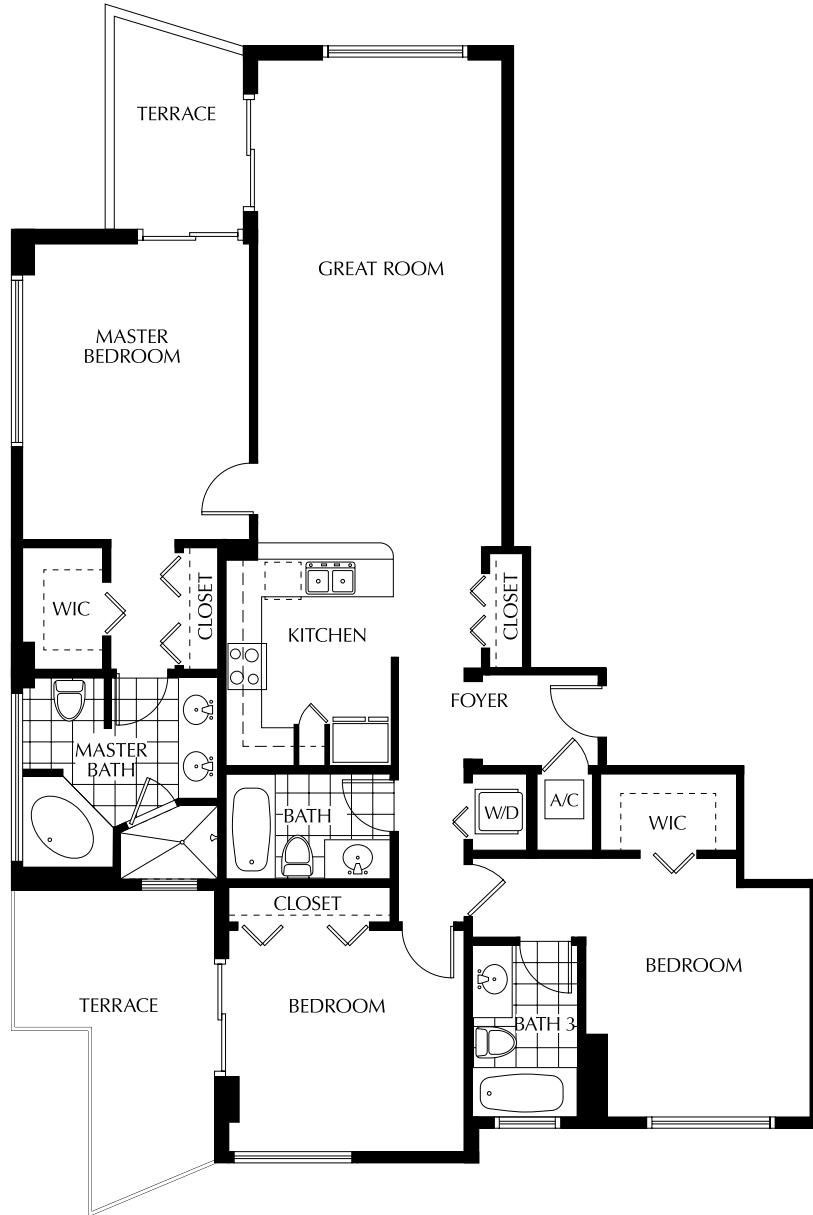 TERRACE
GREAT ROOM
MASTER
BEDROOM
WIC
CLOSET
KITCHEN
CLOSET
FOYER
MASTER
BATH
BATH
W/D
A/C
WIC
CLOSET
BEDROOM
TERRACE
BEDROOM
BATH 3